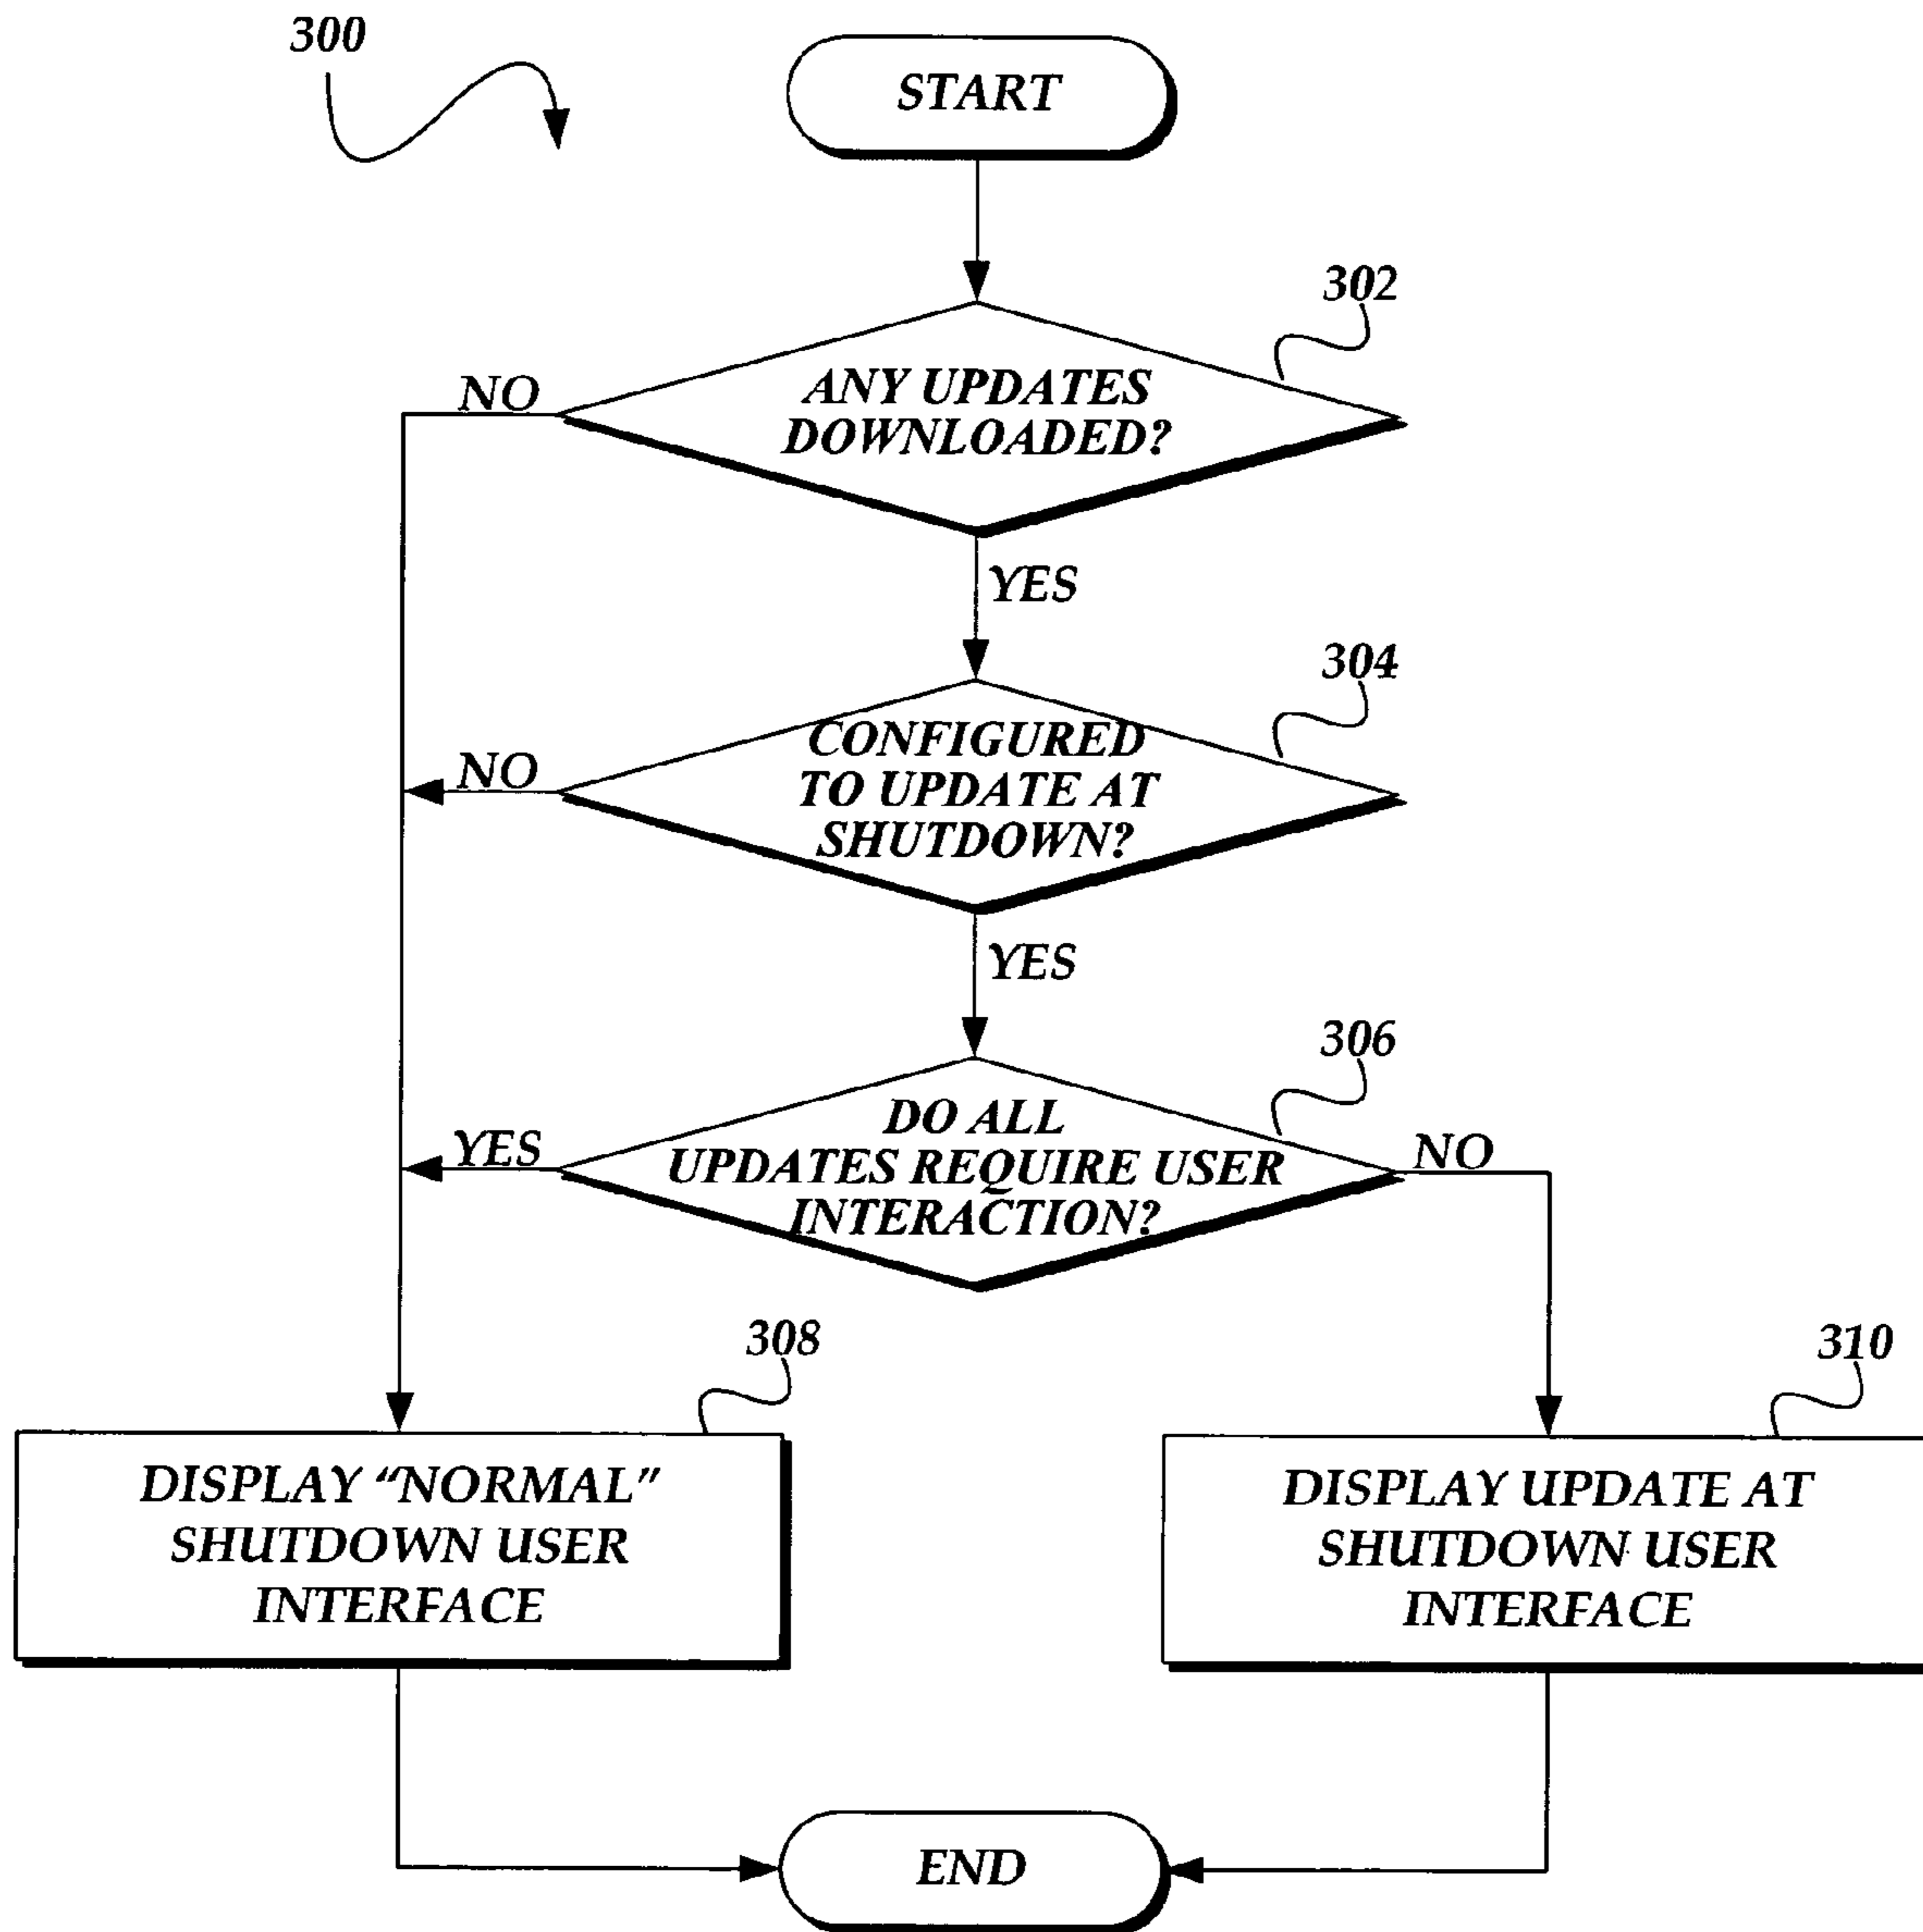 300
START
302
ANY UPDATES
DOWNLOADED?
NO
YES
304
CONFIGURED
TO UPDATE AT
SHUTDOWN?
NO
YES
306
DO ALL
UPDATES REQUIRE USER
INTERACTION?
YES
NO
308
DISPLAY “NORMAL”
SHUTDOWN USER
INTERFACE
310
DISPLAY UPDATE AT
SHUTDOWN USER
INTERFACE
END